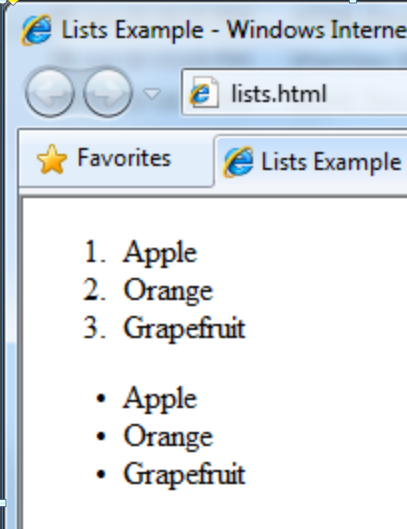 Lists Example - Windows Interne
lists.html
Favorites
Lists Example
1. Apple
2. Orange
3. Grapefruit
• Apple
• Orange
• Grapefruit